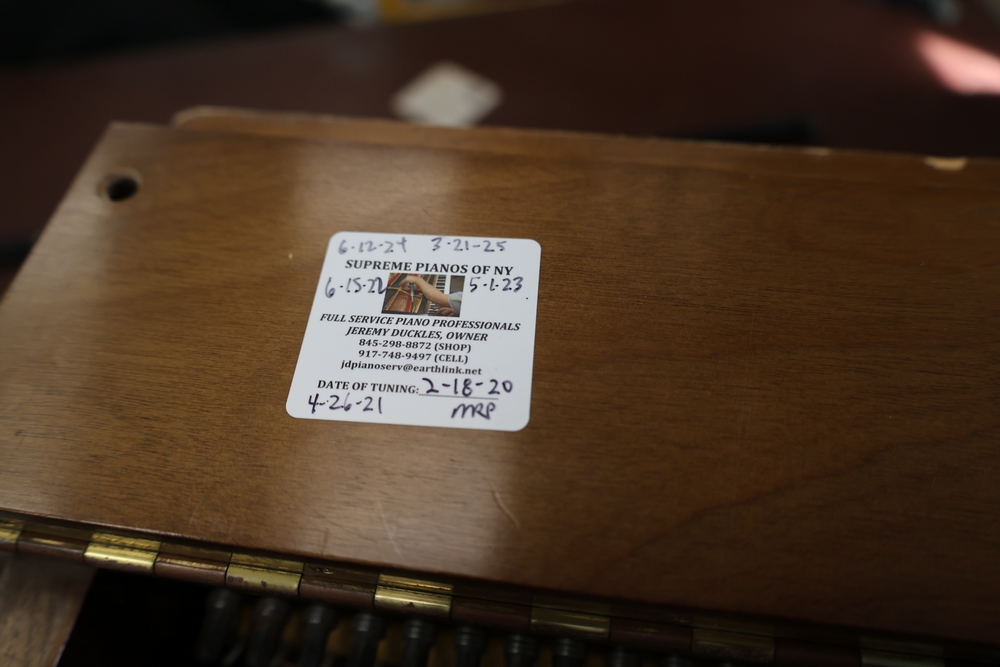 6-12-24 3-21-25
SUPREME PIANOS OF NY
6-15-22 5-1-23
FULL SERVICE PIANO PROFESSIONALS
JEREMY DUCKLES, OWNER
845-298-8872 (SHOP)
917-748-9497 (CELL)
jdpianoserv@earthlink.net
DATE OF TUNING: 2-18-20
4-26-21 MRP